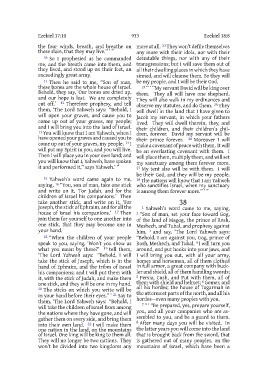 Ezekiel 37:10
935
Ezekiel 38:8
the four winds, breath, and breathe on
these slain, that they may live.’”
10 So I prophesied as he commanded
me, and the breath came into them, and
they lived, and stood up on their feet, an
exceedingly great army.
11 Then he said to me, “Son of man,
these bones are the whole house of Israel.
Behold, they say, ‘Our bones are dried up,
and our hope is lost. We are completely
cut off.’ 12 Therefore prophesy, and tell
them, ‘The Lord Yahweh says: “Behold, I
will open your graves, and cause you to
come up out of your graves, my people;
and I will bring you into the land of Israel.
13 You will know that I am Yahweh, when I
have opened your graves and caused you to
come up out of your graves, my people. 14 I
will put my Spirit in you, and you will live.
Then I will place you in your own land; and
you will know that I, Yahweh, have spoken
it and performed it,” says Yahweh.’”
15 Yahweh’s word came again to me,
saying, 16 “You, son of man, take one stick
and write on it, ‘For Judah, and for the
children of Israel his companions.’ Then
take another stick, and write on it, ‘For
Joseph, the stick of Ephraim, and for all the
house of Israel his companions.’ 17 Then
join them for yourself to one another into
one stick, that they may become one in
your hand.
18 “When the children of your people
speak to you, saying, ‘Won’t you show us
what you mean by these?’ 19 tell them,
‘The Lord Yahweh says: “Behold, I will
take the stick of Joseph, which is in the
hand of Ephraim, and the tribes of Israel
his companions; and I will put them with
it, with the stick of Judah, and make them
one stick, and they will be one in my hand.
20 The sticks on which you write will be
in your hand before their eyes.”’ 21 Say to
them, ‘The Lord Yahweh says: “Behold, I
will take the children of Israel from among
the nations where they have gone, and will
gather them on every side, and bring them
into their own land. 22 I will make them
one nation in the land, on the mountains
of Israel. One king will be king to them all.
They will no longer be two nations. They
won’t be divided into two kingdoms any
more at all. 23 They won’t defile themselves
any more with their idols, nor with their
detestable things, nor with any of their
transgressions; but I will save them out of
all their dwelling places in which they have
sinned, and will cleanse them. So they will
be my people, and I will be their God.
24 “‘“My servant David will be king over
them. They all will have one shepherd.
They will also walk in my ordinances and
observe my statutes, and do them. 25 They
will dwell in the land that I have given to
Jacob my servant, in which your fathers
lived. They will dwell therein, they, and
their children, and their children’s chil-
dren, forever. David my servant will be
their prince forever. 26 Moreover I will
make a covenant of peace with them. It will
be an everlasting covenant with them. I
will place them, multiply them, and will set
my sanctuary among them forever more.
27 My tent also will be with them. I will
be their God, and they will be my people.
28 The nations will know that I am Yahweh
who sanctifies Israel, when my sanctuary
is among them forever more.”’”
38
1 Yahweh’s word came to me, saying,
2 “Son of man, set your face toward Gog,
of the land of Magog, the prince of Rosh,
Meshech, and Tubal, and prophesy against
him, 3 and say, ‘The Lord Yahweh says:
“Behold, I am against you, Gog, prince of
Rosh, Meshech, and Tubal. 4 I will turn you
around, and put hooks into your jaws, and
I will bring you out, with all your army,
horses and horsemen, all of them clothed
in full armor, a great company with buck-
ler and shield, all of them handling swords;
5 Persia, Cush, and Put with them, all of
them with shield and helmet; 6 Gomer, and
all his hordes; the house of Togarmah in
the uttermost parts of the north, and all his
hordes—even many peoples with you.
7 “‘“Be prepared, yes, prepare yourself,
you, and all your companies who are as-
sembled to you, and be a guard to them.
8 After many days you will be visited. In
the latter years you will come into the land
that is brought back from the sword, that
is gathered out of many peoples, on the
mountains of Israel, which have been a